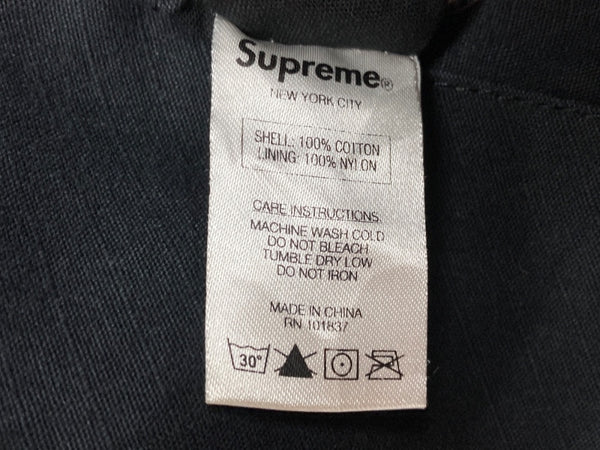 Supreme®
NEW YORK CITY
SHELL: 100% COTTON
LINING: 100% NYLON
CARE INSTRUCTIONS:
MACHINE WASH COLD
DO NOT BLEACH
TUMBLE DRY LOW
DO NOT IRON
MADE IN CHINA
RN 101837
30°